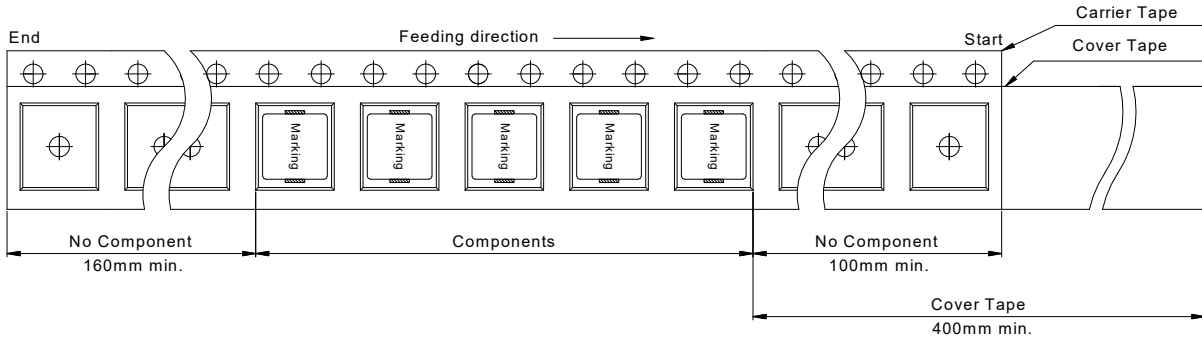 Carrier Tape
End
Feeding direction
Start
Cover Tape
Marking
Marking
Marking
Marking
Marking
No Component
160mm min.
Components
No Component
100mm min.
Cover Tape
400mm min.